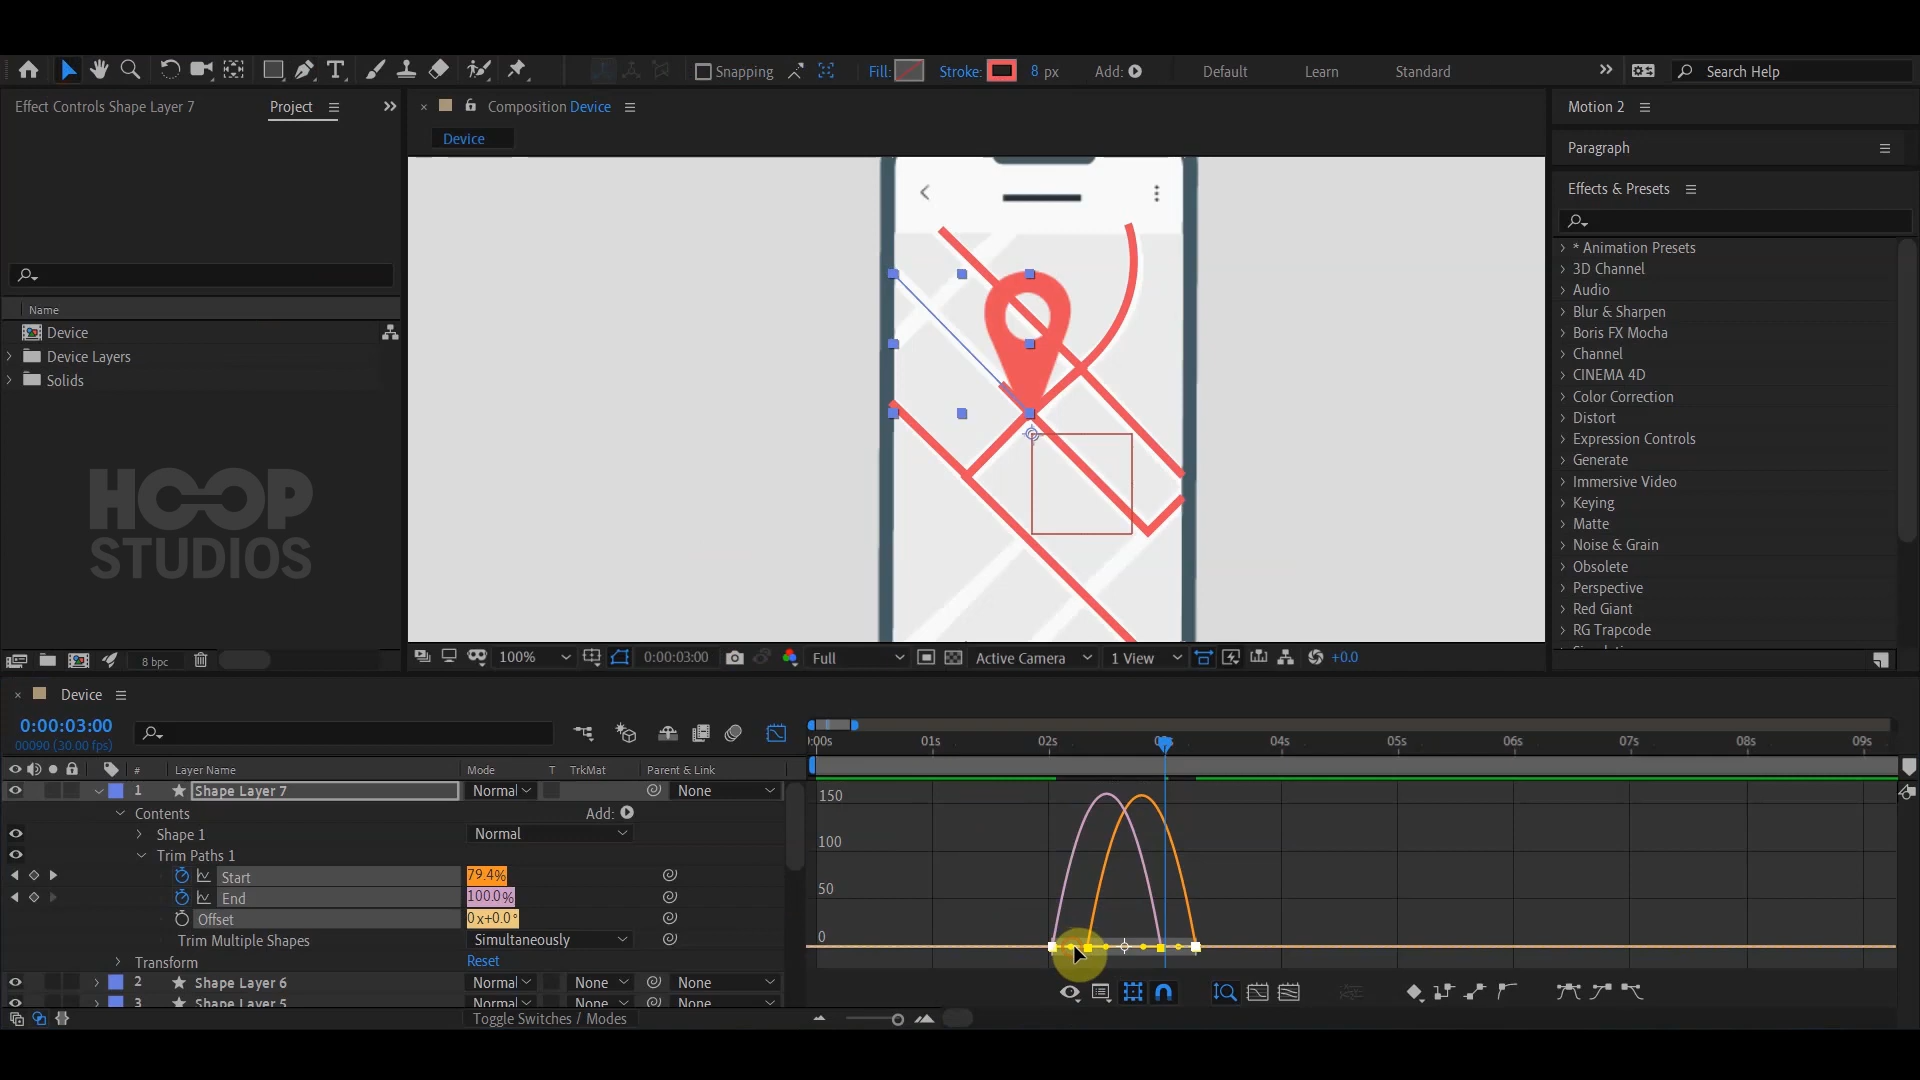 Snapping
Fill:
Stroke:
8 px
Add:
Default
Learn
Standard
Search Help
Effect Controls Shape Layer 7
Project
Composition Device
Motion 2
Device
Paragraph
Effects & Presets
Name
Device
Device Layers
Solids
* Animation Presets
3D Channel
Audio
Blur & Sharpen
Boris FX Mocha
Channel
CINEMA 4D
Color Correction
Distort
Expression Controls
Generate
Immersive Video
Keying
Matte
Noise & Grain
Obsolete
Perspective
Red Giant
RG Trapcode
HOOP
STUDIOS
8 bpc
100%
0:00:03:00
Full
Active Camera
1 View
+0.0
Device
0:00:03:00
00090 (30.00 fps)
:00s
01s
02s
04s
05s
06s
07s
08s
09s
# Layer Name
Mode
T TrkMat
Parent & Link
1 Shape Layer 7
Normal
None
Contents
Add:
Shape 1
Normal
Trim Paths 1
Start
79.4%
End
100.0%
Offset
0x+0.0°
Trim Multiple Shapes
Simultaneously
Transform
Reset
2 Shape Layer 6
Normal
None
None
3 Shape Layer 5
Normal
None
None
Toggle Switches / Modes
150
100
50
0